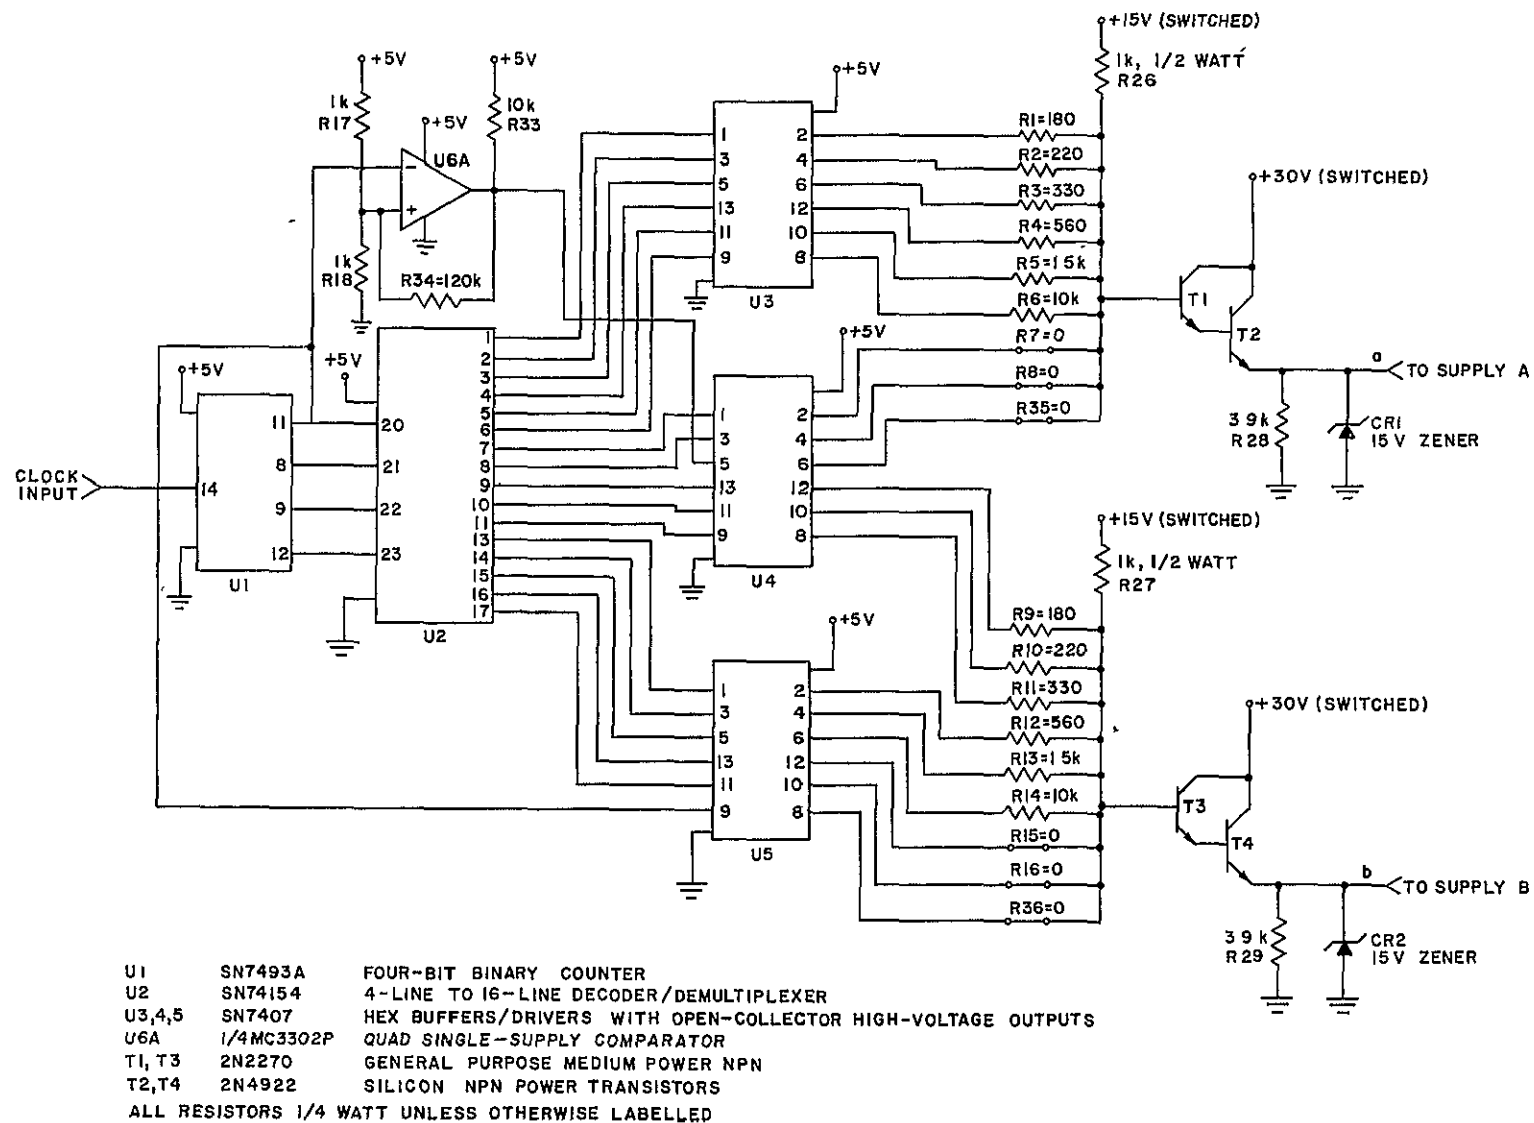 +15V (SWITCHED)
1k, 1/2 WATT
R26
+5V
+5V
+5V
1k
R17
10k
R33
+5V
U6A
−
+
1k
R18
R34=120k
1
3
5
13
11
9
2
4
6
12
10
8
U3
R1=180
R2=220
R3=330
R4=560
R5=15k
R6=10k
R7=0
R8=0
R35=0
+30V (SWITCHED)
T1
T2
a
TO SUPPLY A
39k
R28
CR1
15V ZENER
+5V
+5V
CLOCK
INPUT
14
11
8
9
12
U1
20
21
22
23
1
2
3
4
5
6
7
8
9
10
11
13
14
15
16
17
U2
+5V
1
3
5
13
11
9
2
4
6
12
10
8
U4
+15V (SWITCHED)
1k, 1/2 WATT
R27
R9=180
R10=220
R11=330
R12=560
R13=15k
R14=10k
R15=0
R16=0
R36=0
+5V
1
3
5
13
11
9
2
4
6
12
10
8
U5
+30V (SWITCHED)
T3
T4
b
TO SUPPLY B
39k
R29
CR2
15V ZENER
U1 SN7493A FOUR-BIT BINARY COUNTER
U2 SN74154 4-LINE TO 16-LINE DECODER/DEMULTIPLEXER
U3,4,5 SN7407 HEX BUFFERS/DRIVERS WITH OPEN-COLLECTOR HIGH-VOLTAGE OUTPUTS
U6A 1/4MC3302P QUAD SINGLE-SUPPLY COMPARATOR
T1, T3 2N2270 GENERAL PURPOSE MEDIUM POWER NPN
T2,T4 2N4922 SILICON NPN POWER TRANSISTORS
ALL RESISTORS 1/4 WATT UNLESS OTHERWISE LABELLED